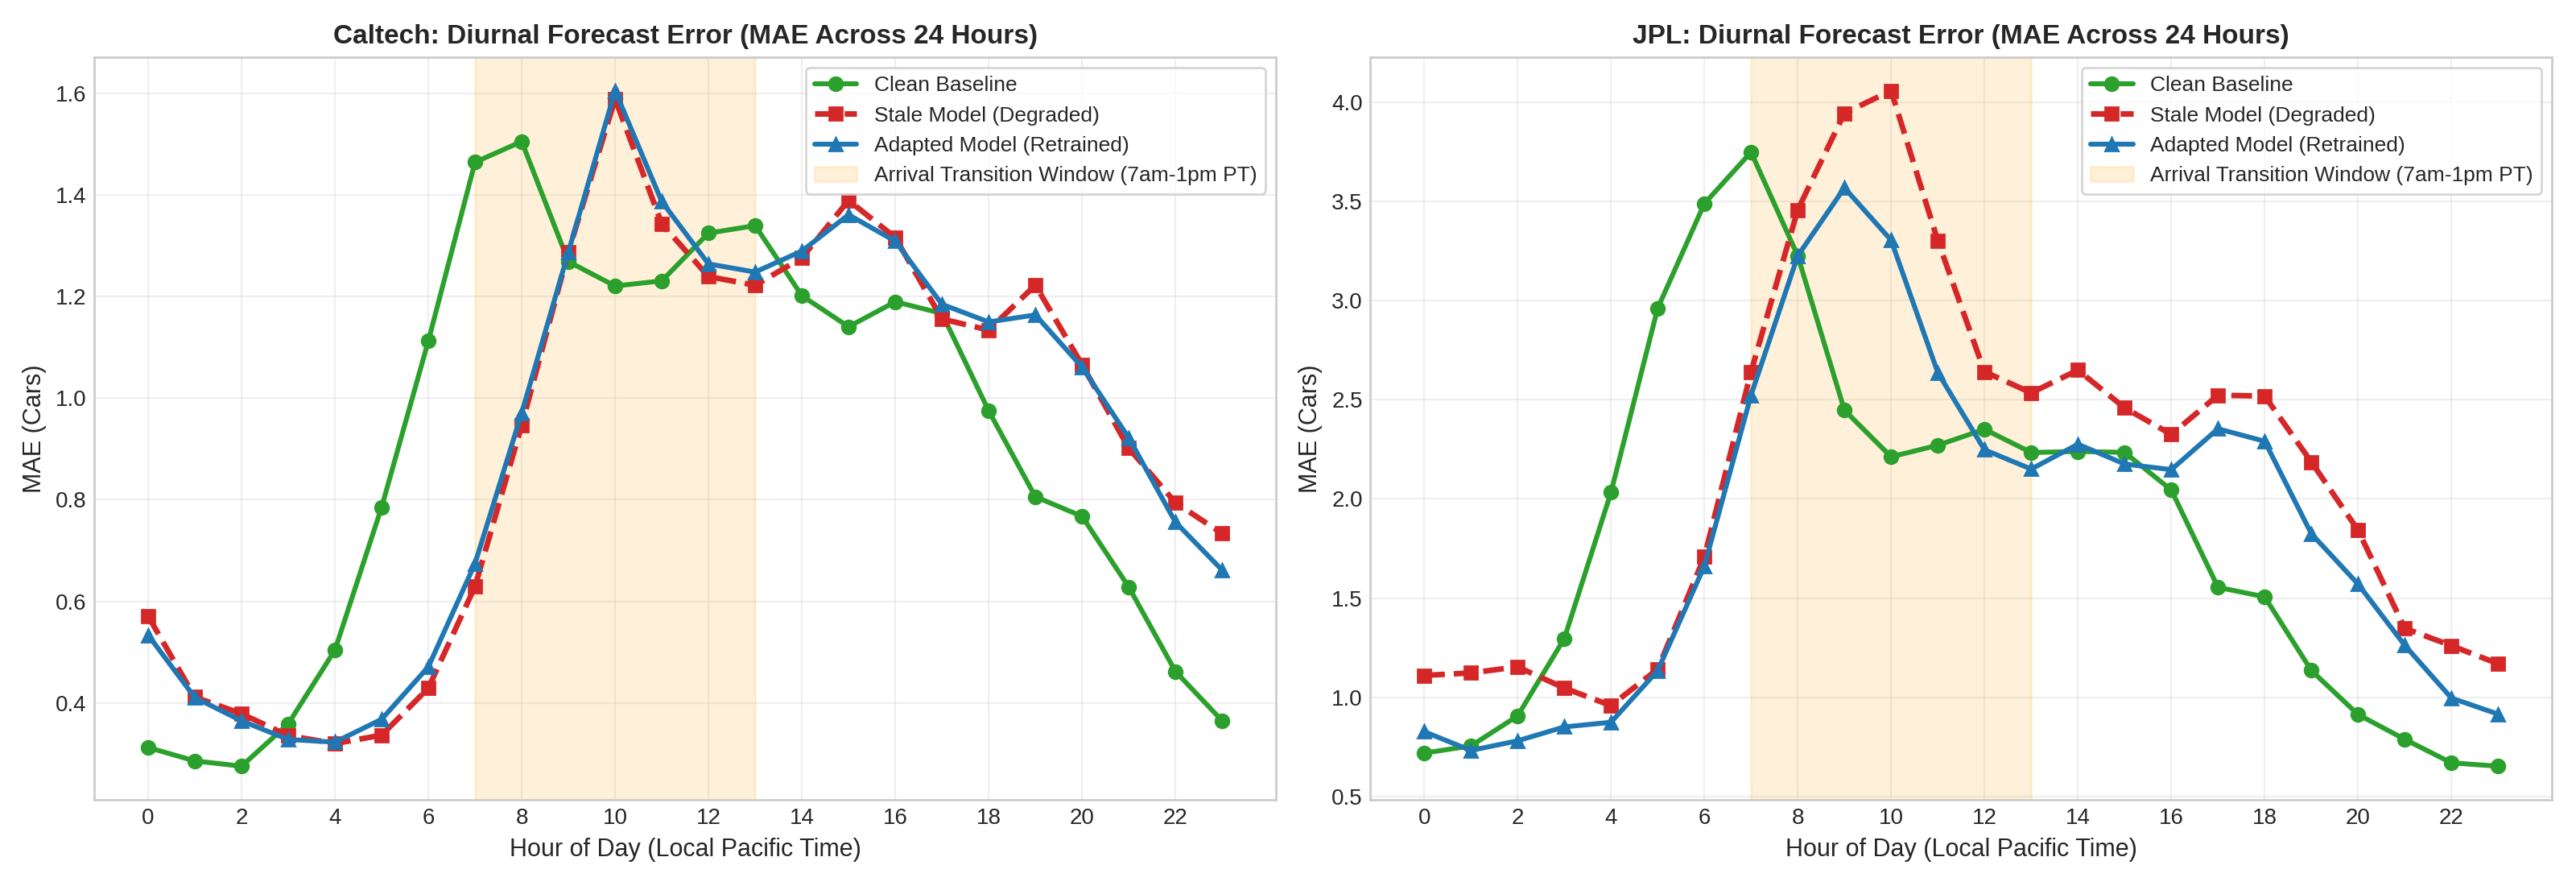 Caltech: Diurnal Forecast Error (MAE Across 24 Hours)
MAE (Cars)
1.6
1.4
1.2
1.0
0.8
0.6
0.4
Clean Baseline
Stale Model (Degraded)
Adapted Model (Retrained)
Arrival Transition Window (7am-1pm PT)
0 2 4 6 8 10 12 14 16 18 20 22
Hour of Day (Local Pacific Time)
JPL: Diurnal Forecast Error (MAE Across 24 Hours)
MAE (Cars)
4.0
3.5
3.0
2.5
2.0
1.5
1.0
0.5
Clean Baseline
Stale Model (Degraded)
Adapted Model (Retrained)
Arrival Transition Window (7am-1pm PT)
0 2 4 6 8 10 12 14 16 18 20 22
Hour of Day (Local Pacific Time)